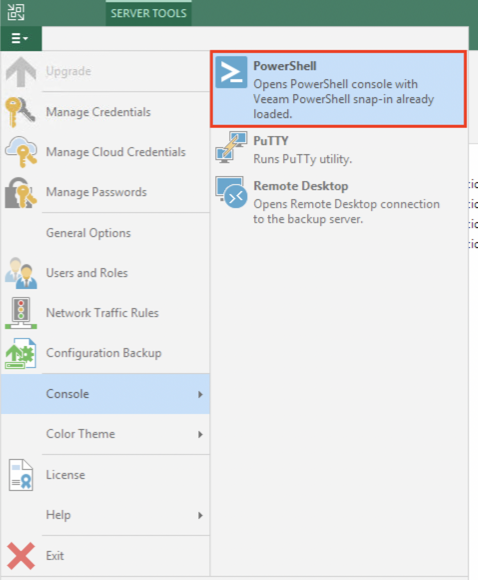 SERVER TOOLS
Upgrade
Manage Credentials
Manage Cloud Credentials
Manage Passwords
General Options
Users and Roles
Network Traffic Rules
Configuration Backup
Console
Color Theme
License
Help
Exit
PowerShell
Opens PowerShell console with
Veeam PowerShell snap-in already
loaded.
PuTTY
Runs PuTTy utility.
Remote Desktop
Opens Remote Desktop connection
to the backup server.